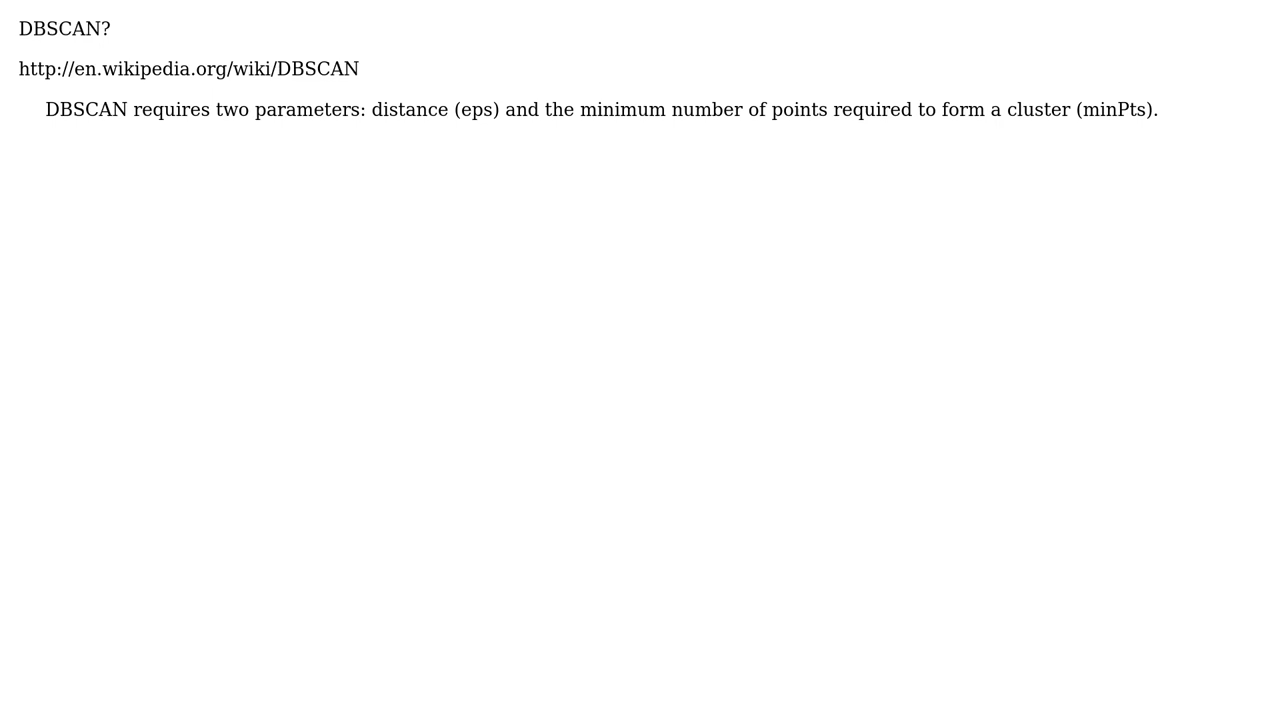 DBSCAN?
http://en.wikipedia.org/wiki/DBSCAN
DBSCAN requires two parameters: distance (eps) and the minimum number of points required to form a cluster (minPts).